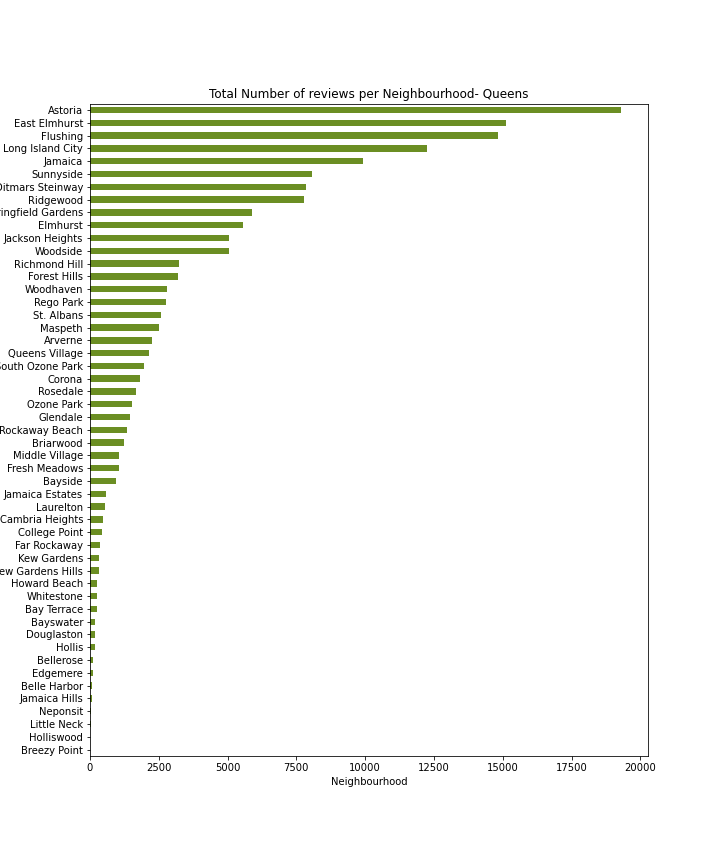 Total Number of reviews per Neighbourhood- Queens
Astoria
East Elmhurst
Flushing
Long Island City
Jamaica
Sunnyside
Ditmars Steinway
Ridgewood
ringfield Gardens
Elmhurst
Jackson Heights
Woodside
Richmond Hill
Forest Hills
Woodhaven
Rego Park
St. Albans
Maspeth
Arverne
Queens Village
South Ozone Park
Corona
Rosedale
Ozone Park
Glendale
Rockaway Beach
Briarwood
Middle Village
Fresh Meadows
Bayside
Jamaica Estates
Laurelton
Cambria Heights
College Point
Far Rockaway
Kew Gardens
ew Gardens Hills
Howard Beach
Whitestone
Bay Terrace
Bayswater
Douglaston
Hollis
Bellerose
Edgemere
Belle Harbor
Jamaica Hills
Neponsit
Little Neck
Holliswood
Breezy Point
0 2500 5000 7500 10000 12500 15000 17500 20000
Neighbourhood